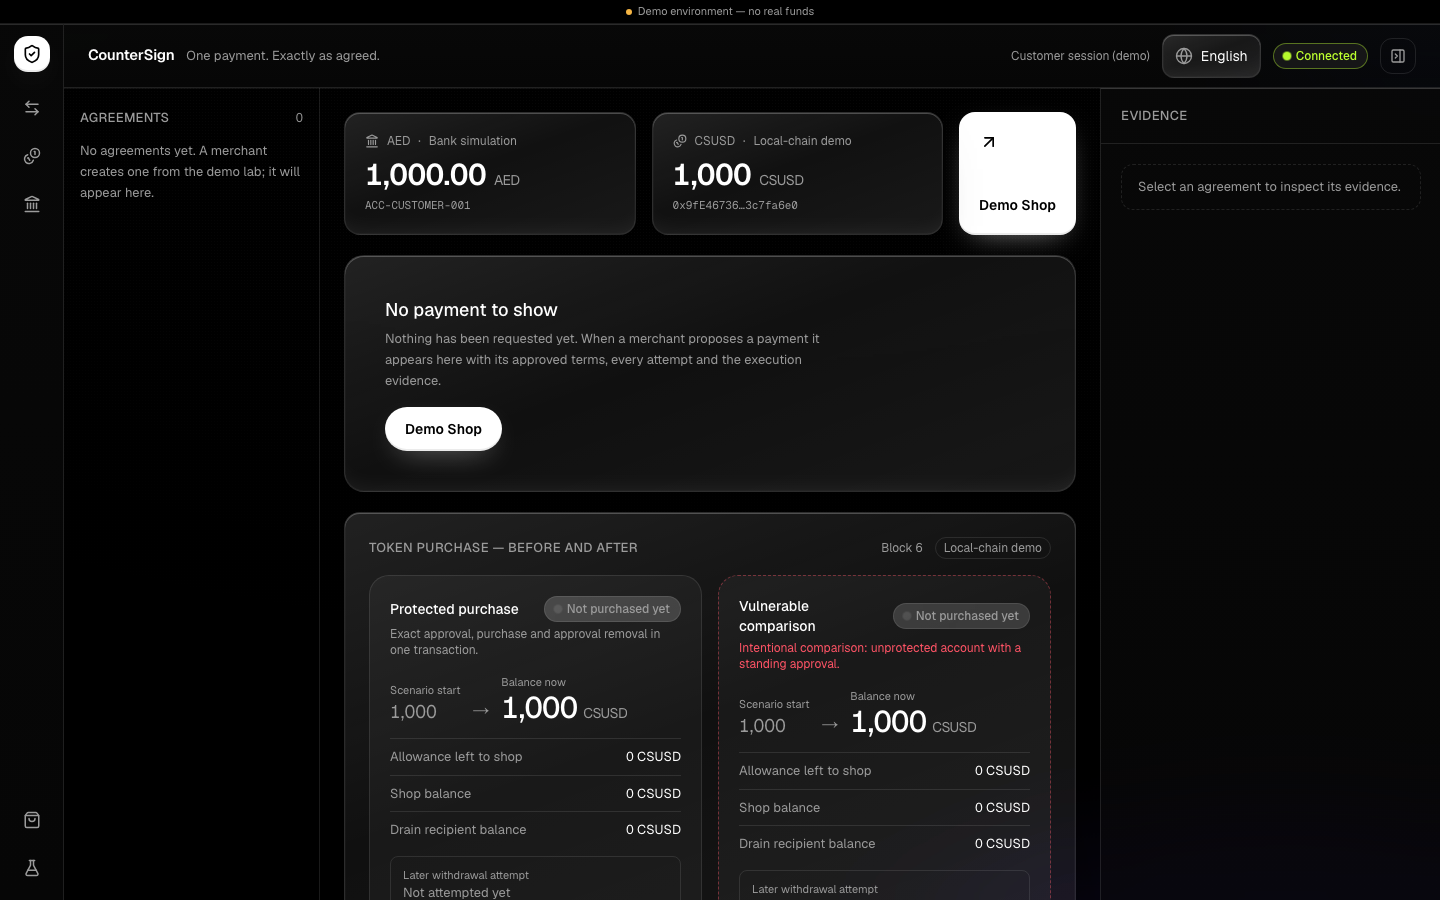 Demo environment — no real funds
CounterSign
One payment. Exactly as agreed.
Customer session (demo)
English
Connected
AGREEMENTS
0
No agreements yet. A merchant
creates one from the demo lab; it will
appear here.
AED · Bank simulation
1,000.00 AED
ACC-CUSTOMER-001
CSUSD · Local-chain demo
1,000 CSUSD
0x9fE46736…3c7fa6e0
Demo Shop
EVIDENCE
Select an agreement to inspect its evidence.
No payment to show
Nothing has been requested yet. When a merchant proposes a payment it
appears here with its approved terms, every attempt and the execution
evidence.
Demo Shop
TOKEN PURCHASE — BEFORE AND AFTER
Block 6
Local-chain demo
Protected purchase
Not purchased yet
Exact approval, purchase and approval removal in
one transaction.
Scenario start
1,000
→
Balance now
1,000 CSUSD
Allowance left to shop
0 CSUSD
Shop balance
0 CSUSD
Drain recipient balance
0 CSUSD
Later withdrawal attempt
Not attempted yet
Vulnerable
comparison
Not purchased yet
Intentional comparison: unprotected account with a
standing approval.
Scenario start
1,000
→
Balance now
1,000 CSUSD
Allowance left to shop
0 CSUSD
Shop balance
0 CSUSD
Drain recipient balance
0 CSUSD
Later withdrawal attempt